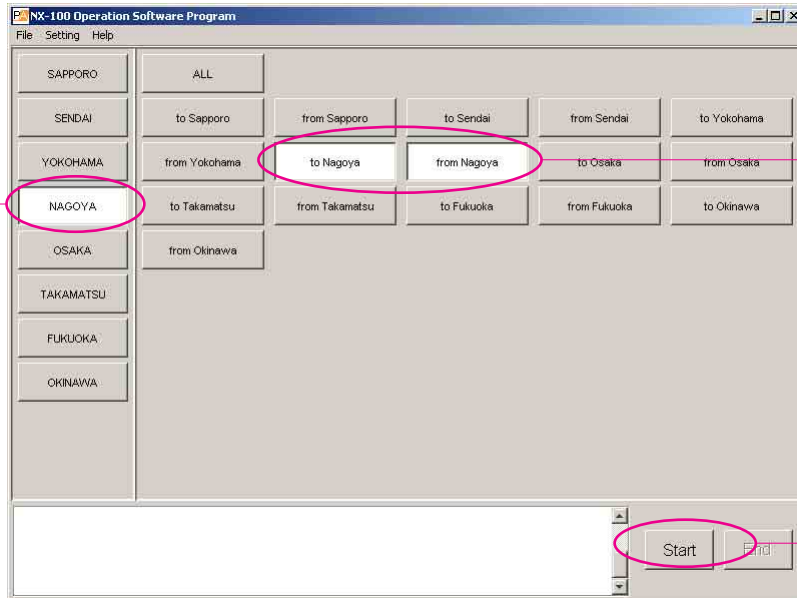 NX-100 Operation Software Program
File Setting Help
SAPPORO
SENDAI
YOKOHAMA
NAGOYA
OSAKA
TAKAMATSU
FUKUOKA
OKINAWA
ALL
to Sapporo from Sapporo to Sendai from Sendai to Yokohama
from Yokohama to Nagoya from Nagoya to Osaka from Osaka
to Takamatsu from Takamatsu to Fukuoka from Fukuoka to Okinawa
from Okinawa
Start End